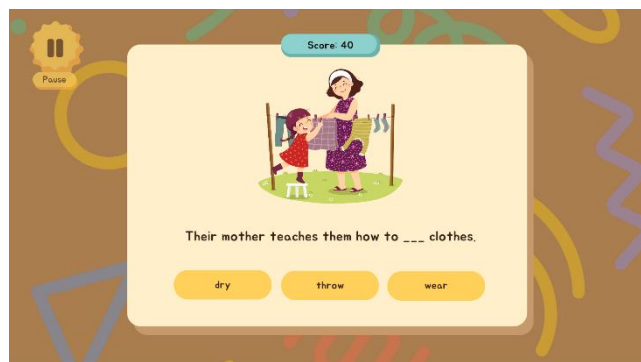 Score: 40
Pause
Their mother teaches them how to ___ clothes.
dry
throw
wear